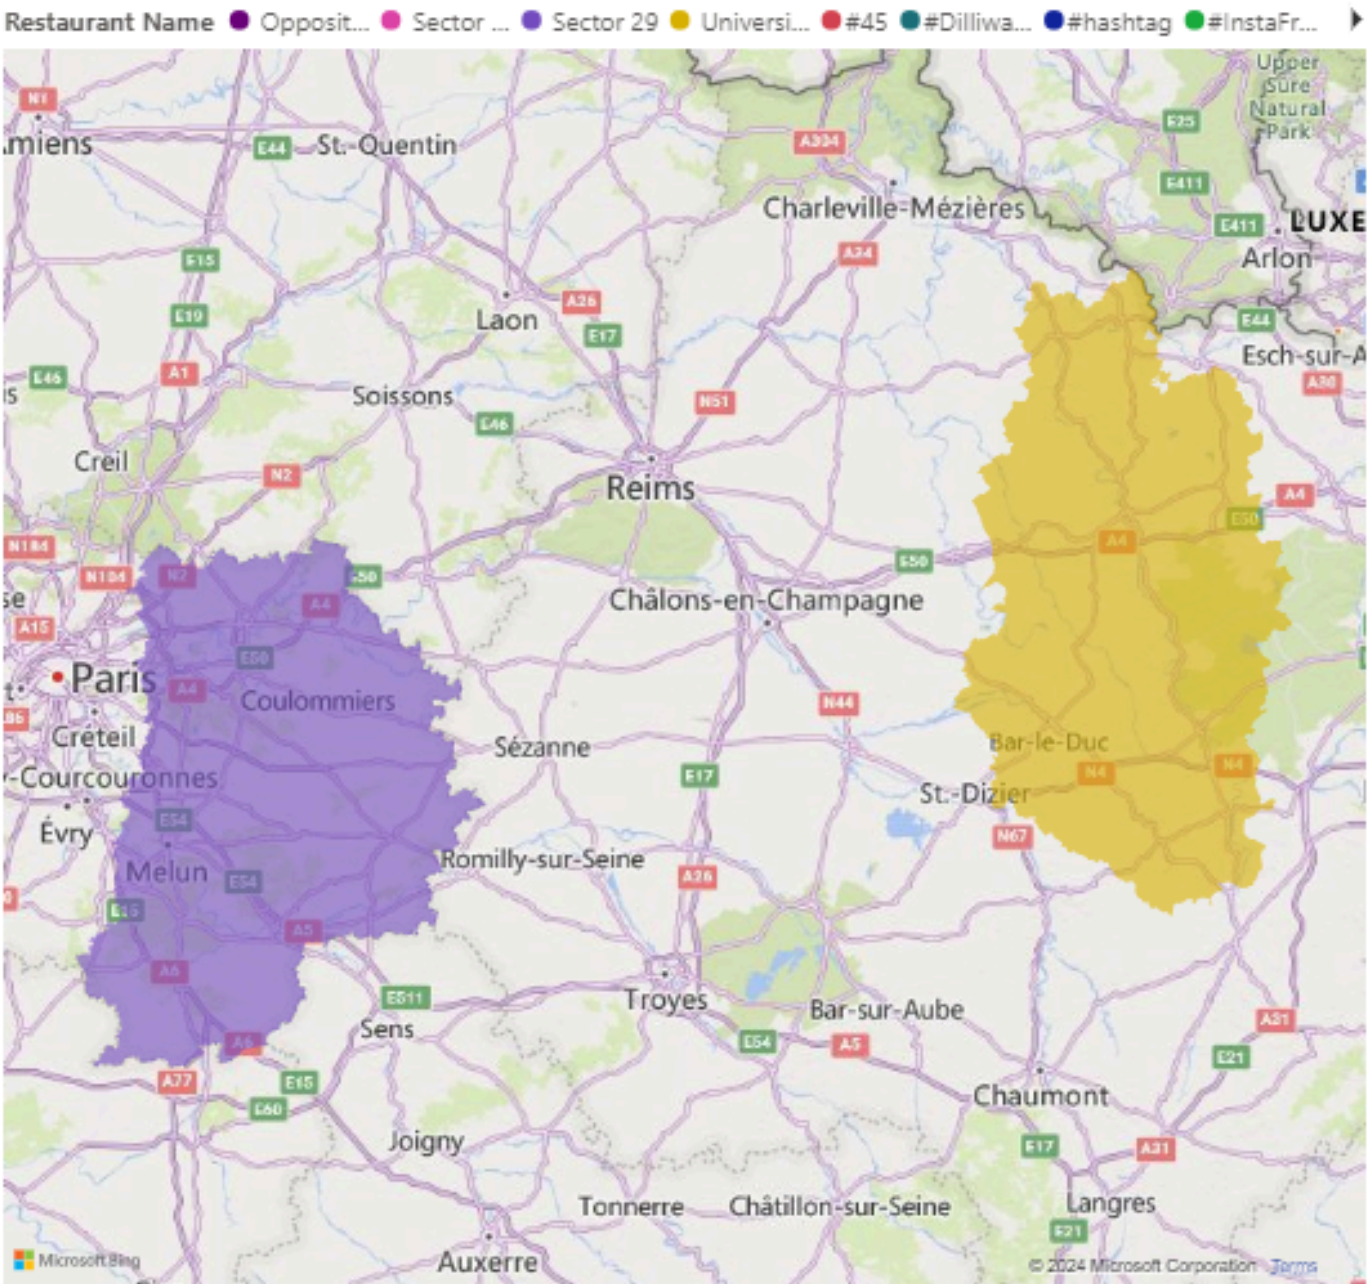 Restaurant Name Opposit... Sector ... Sector 29 Universi... #45 #Dilliwa... #hashtag #InstaFr...
Upper
Sûre
Natural
Park
N1
E25
A304
E44
St.-Quentin
E411
Charleville-Mézières
E411
LUXE
A34
Arlon
E15
A26
E19
Laon
E17
E44
Esch-sur-A
A1
E46
A30
Soissons
N51
E46
Creil
N2
Reims
A4
E50
N184
A4
N104
N2
E50
E50
A4
Châlons-en-Champagne
A15
E50
Paris
A4
Coulommiers
N44
Créteil
Sézanne
Bar-le-Duc
-Courcouronnes
E17
N4
N4
St.-Dizier
E54
Évry
N67
Romilly-sur-Seine
Melun
E54
A26
E15
A5
A6
Troyes
E511
Bar-sur-Aube
Sens
A31
A6
E54
A5
E21
A77
E15
Chaumont
E60
Joigny
E17
A31
Tonnerre
Châtillon-sur-Seine
Langres
E21
Auxerre
Microsoft Bing
© 2024 Microsoft Corporation Terms